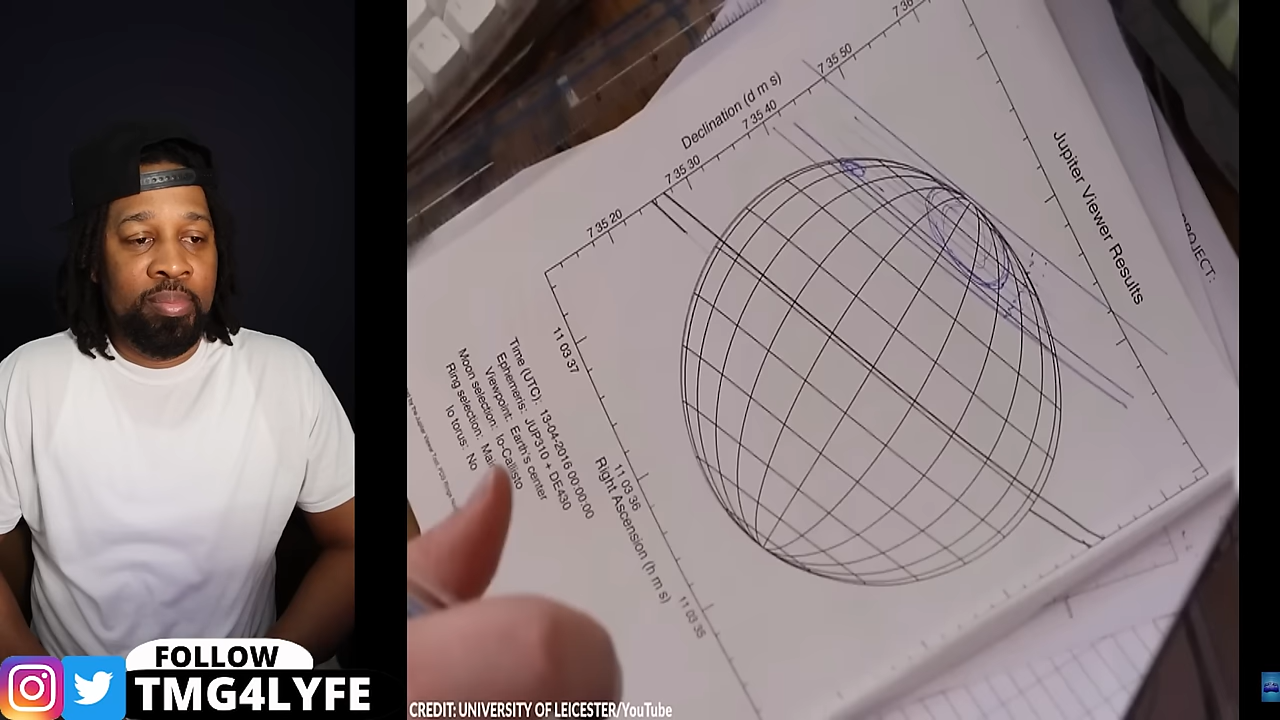 FOLLOW
TMG4LYFE
7 35 20
7 35 30
7 35 40
7 35 50
Declination (d m s)
Jupiter Viewer Results
PROJECT:
11 03 37
11 03 36
11 03 35
Right Ascension (h m s)
Time (UTC): 13-04-2016 00:00:00
Ephemeris: JUP310 + DE430
Viewpoint: Earth's center
Moon selection: Io-Callisto
Ring selection:
Io torus: No
CREDIT: UNIVERSITY OF LEICESTER/YouTube